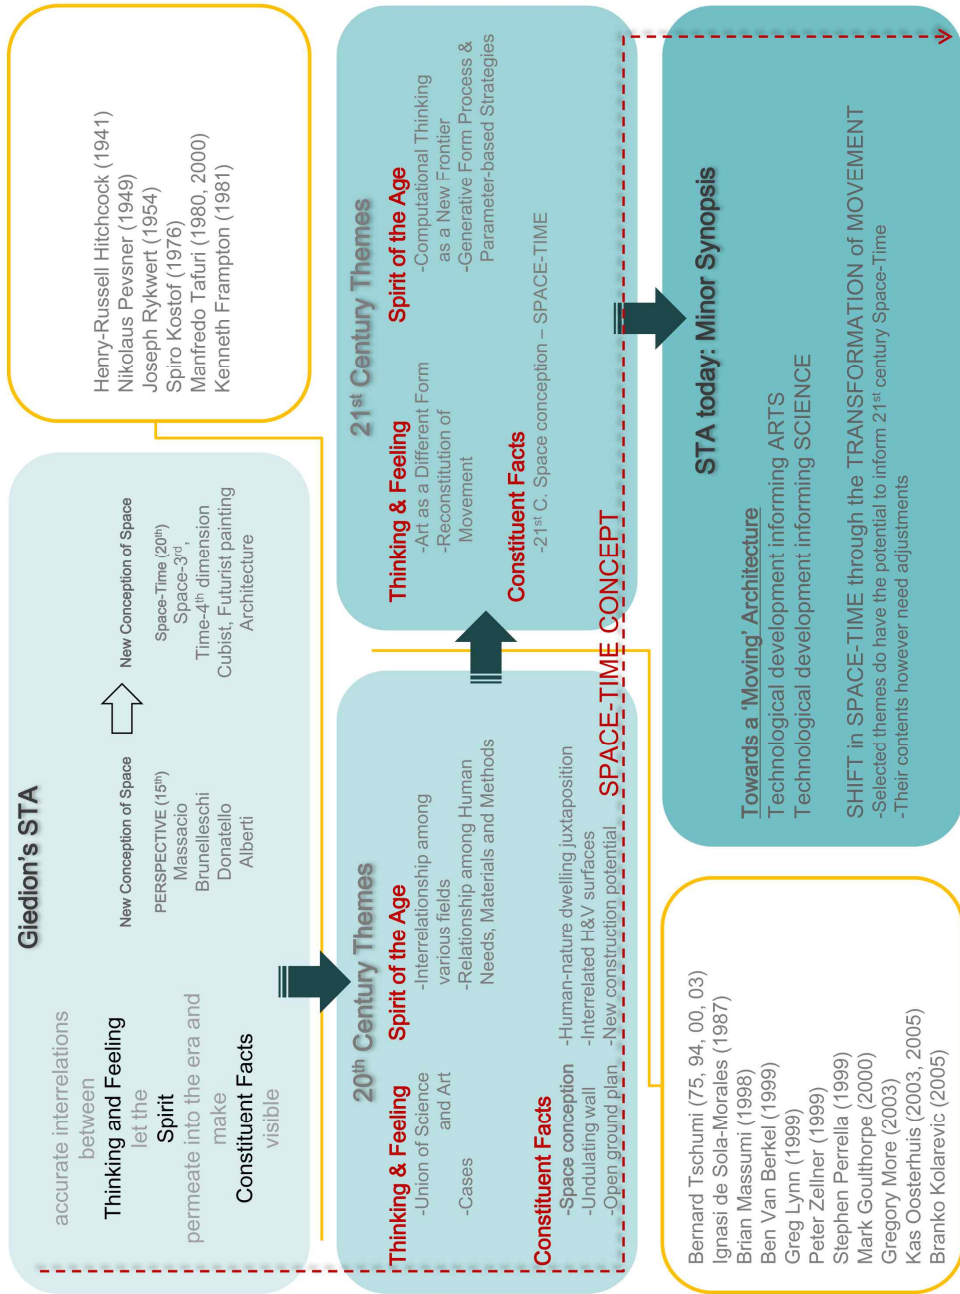 Giedion's STA
accurate interrelations
between
Thinking and Feeling
let the
Spirit
permeate into the era and
make
Constituent Facts
visible
New Conception of Space
PERSPECTIVE (15th)
Massacio
Brunelleschi
Donatello
Alberti
New Conception of Space
Space-Time (20th)
Space-3rd,
Time-4th dimension
Cubist, Futurist painting
Architecture
Henry-Russell Hitchcock (1941)
Nikolaus Pevsner (1949)
Joseph Rykwert (1954)
Spiro Kostof (1976)
Manfredo Tafuri (1980, 2000)
Kenneth Frampton (1981)
20th Century Themes
Thinking & Feeling
-Union of Science
and Art
-Cases
Spirit of the Age
-Interrelationship among
various fields
-Relationship among Human
Needs, Materials and Methods
Constituent Facts
-Space conception
-Undulating wall
-Open ground plan
-Human-nature dwelling juxtaposition
-Interrelated H&V surfaces
-New construction potential
21st Century Themes
Thinking & Feeling
-Art as a Different Form
-Reconstitution of
Movement
Spirit of the Age
-Computational Thinking
as a New Frontier
-Generative Form Process &
Parameter-based Strategies
Constituent Facts
-21st C. Space conception – SPACE-TIME
SPACE-TIME CONCEPT
Bernard Tschumi (75, 94, 00, 03)
Ignasi de Sola-Morales (1987)
Brian Massumi (1998)
Ben Van Berkel (1999)
Greg Lynn (1999)
Peter Zellner (1999)
Stephen Perrella (1999)
Mark Goulthorpe (2000)
Gregory More (2003)
Kas Oosterhuis (2003, 2005)
Branko Kolarevic (2005)
STA today: Minor Synopsis
Towards a 'Moving' Architecture
Technological development informing ARTS
Technological development informing SCIENCE
SHIFT in SPACE-TIME through the TRANSFORMATION of MOVEMENT
-Selected themes do have the potential to inform 21st century Space-Time
-Their contents however need adjustments